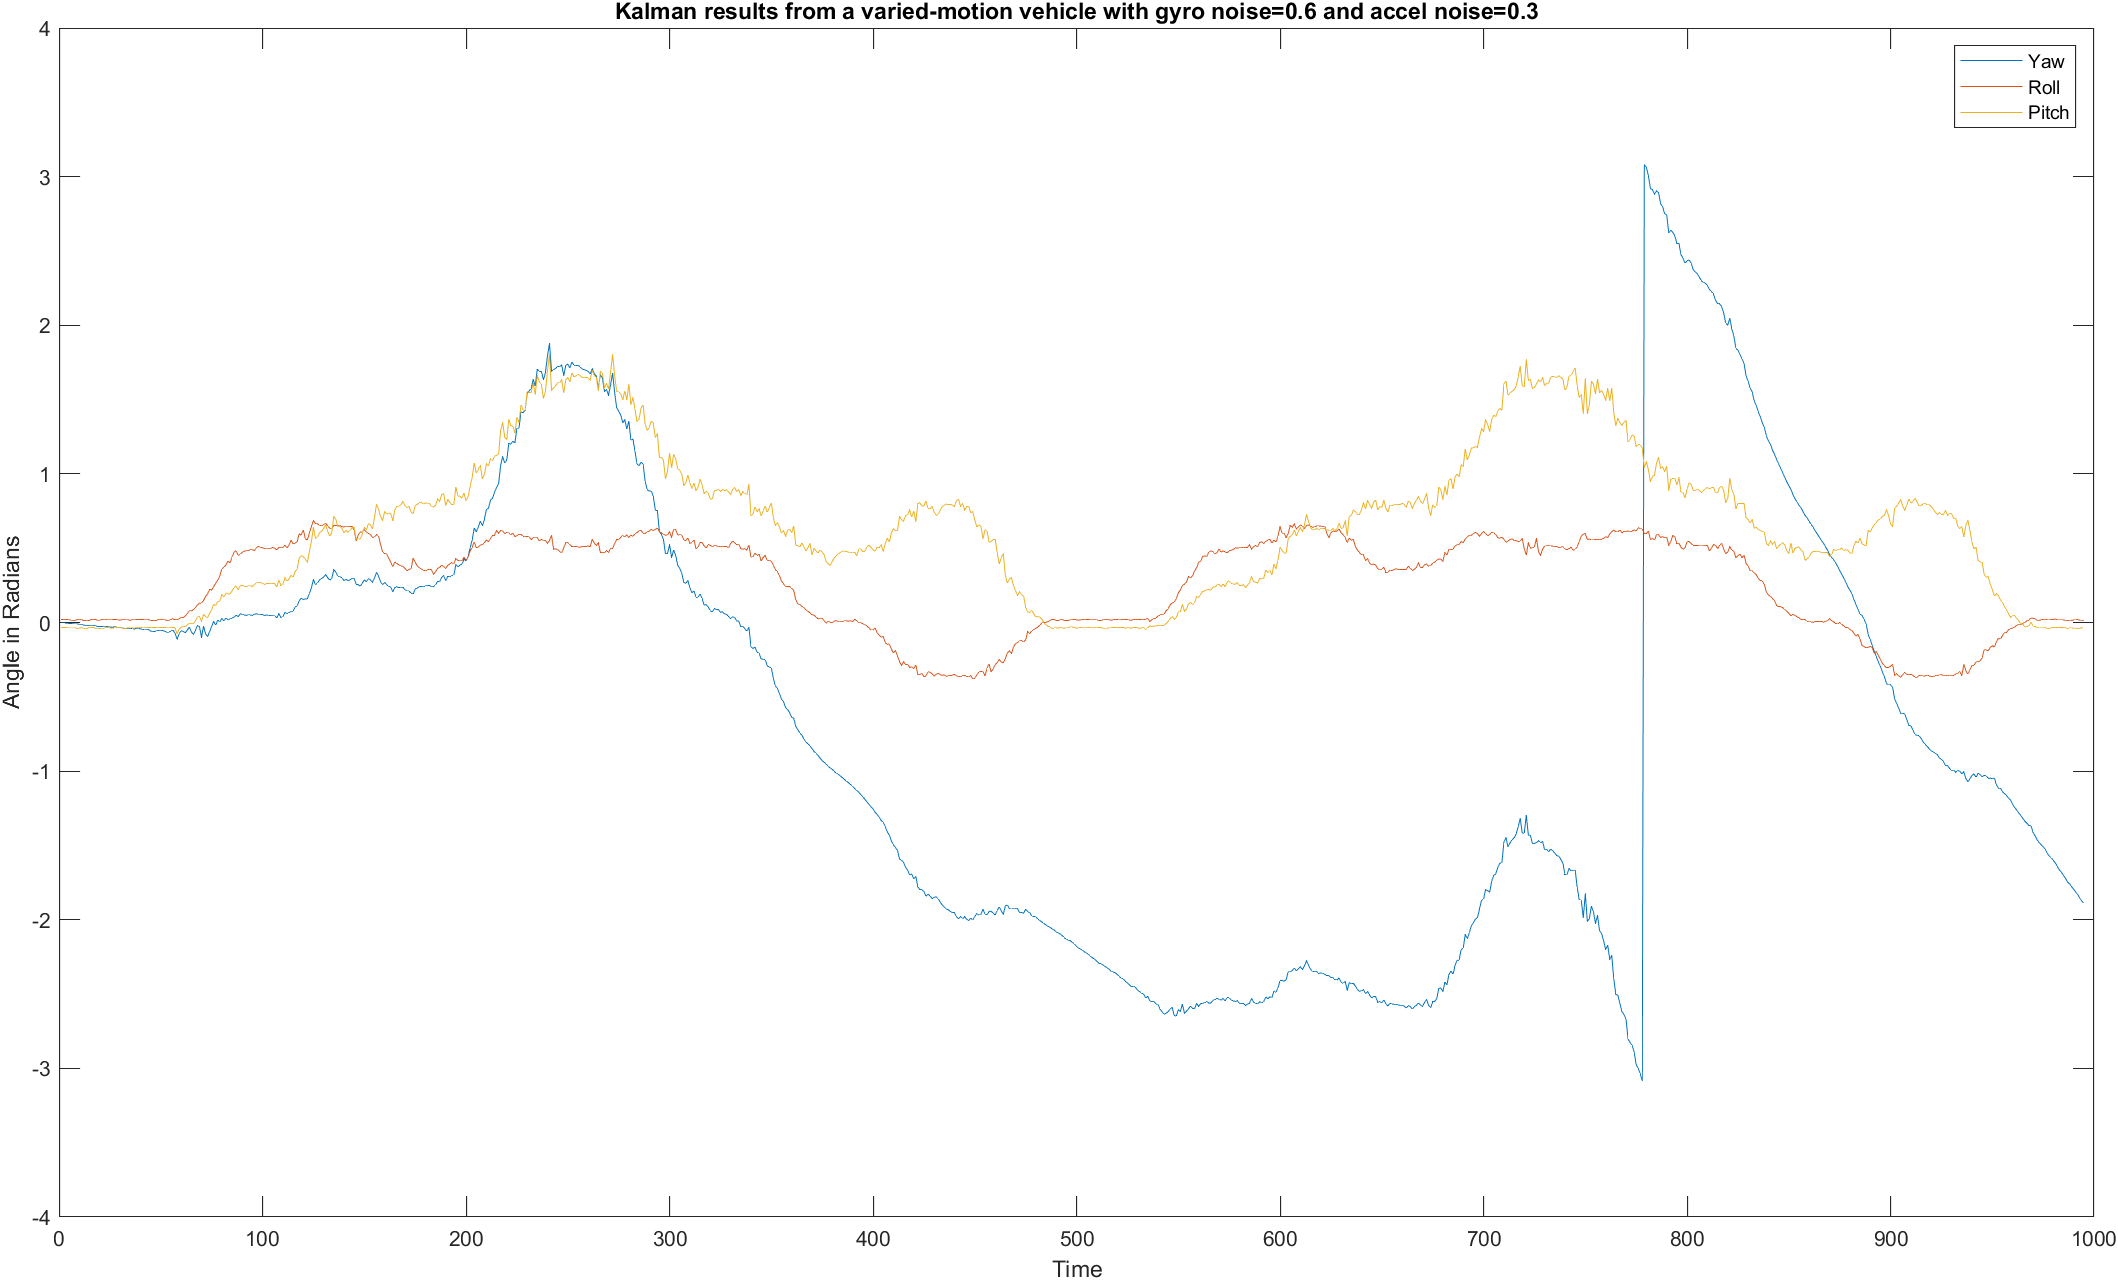 Kalman results from a varied-motion vehicle with gyro noise=0.6 and accel noise=0.3
4
3
2
1
0
-1
-2
-3
-4
Angle in Radians
Yaw
Roll
Pitch
0 100 200 300 400 500 600 700 800 900 1000
Time